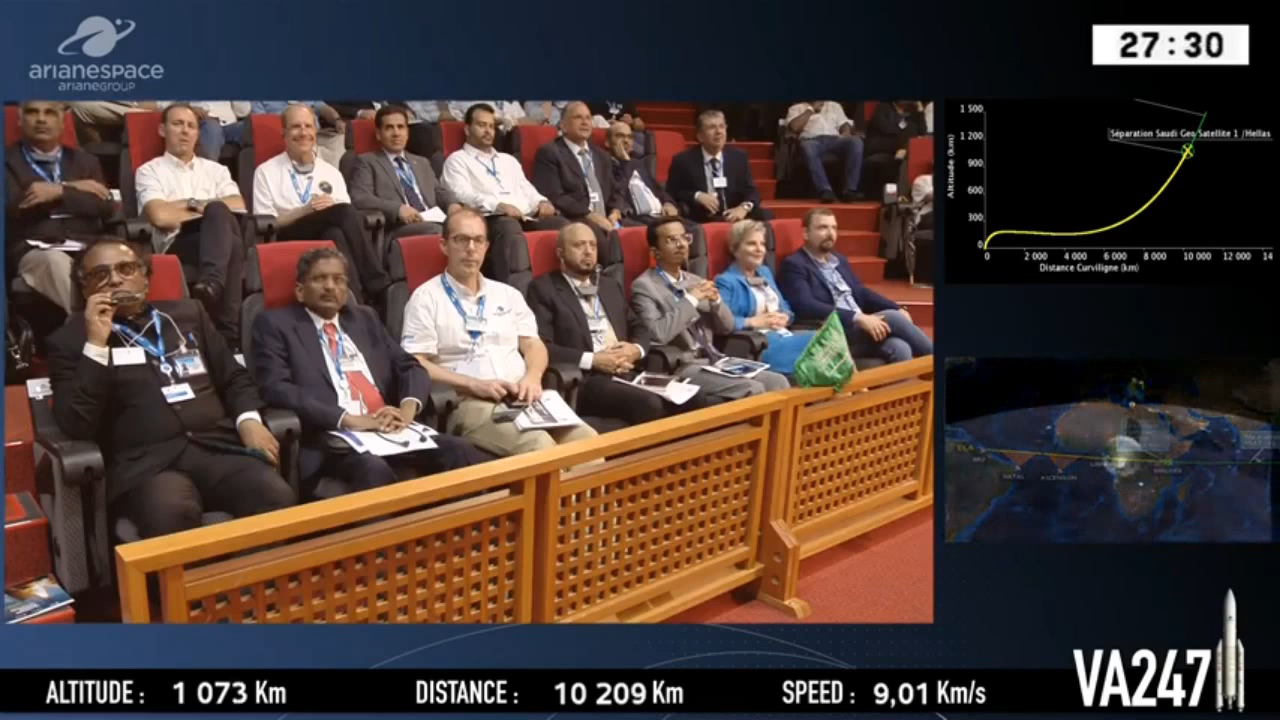 arianespace
arianeGROUP
27:30
1 500
1 200
900
600
300
0
Altitude (km)
Séparation Saudi Geo Satellite 1 /Hellas
0
2 000
4 000
6 000
8 000
10 000
12 000
14
Distance Curviligne (km)
NATAL
ASCENSION
VA247
ALTITUDE : 1 073 Km
DISTANCE : 10 209 Km
SPEED : 9,01 Km/s